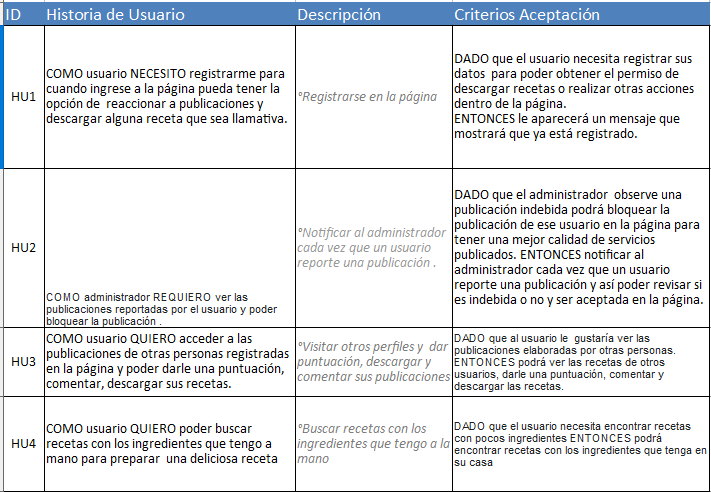 ID Historia de Usuario Descripción Criterios Aceptación
HU1
COMO usuario NECESITO registrarme para
cuando ingrese a la página pueda tener la
opción de  reaccionar a publicaciones y
descargar alguna receta que sea llamativa.
°Registrarse en la página
DADO que el usuario necesita registrar sus
datos  para poder obtener el permiso de
descargar recetas o realizar otras acciones
dentro de la página.
ENTONCES le aparecerá un mensaje que
mostrará que ya está registrado.
HU2
COMO administrador REQUIERO ver las
publicaciones reportadas por el usuario y poder
bloquear la publicación .
°Notificar al administrador
cada vez que un usuario
reporte una publicación .
DADO que el administrador  observe una
publicación indebida podrá bloquear la
publicación de ese usuario en la página para
tener una mejor calidad de servicios
publicados. ENTONCES notificar al
administrador cada vez que un usuario
reporte una publicación y así poder revisar si
es indebida o no y ser aceptada en la página.
HU3
COMO usuario QUIERO acceder a las
publicaciones de otras personas registradas
en la página y poder darle una puntuación,
comentar, descargar sus recetas.
°Visitar otros perfiles y  dar
puntuación, descargar y
comentar sus publicaciones
DADO que al usuario le  gustaría ver las
publicaciones elaboradas por otras personas.
ENTONCES podrá ver las recetas de otros
usuarios, darle una puntuación, comentar y
descargar las recetas.
HU4
COMO usuario QUIERO poder buscar
recetas con los ingredientes que tengo a
mano para preparar  una deliciosa receta
°Buscar recetas con los
ingredientes que tengo a la
mano
DADO que el usuario necesita encontrar recetas
con pocos ingredientes ENTONCES podrá
encontrar recetas con los ingredientes que tenga en
su casa